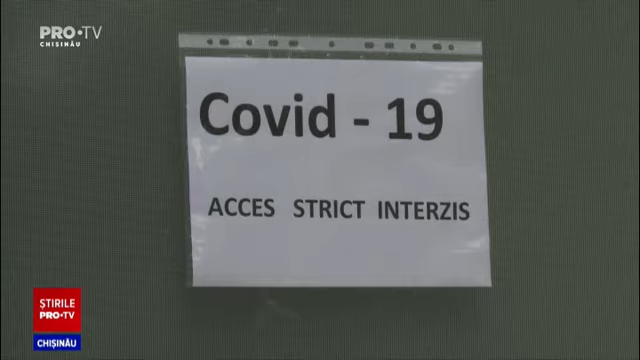 PRO•TV
CHIȘINĂU
Covid - 19
ACCES STRICT INTERZIS
ȘTIRILE
PRO•TV
CHIȘINĂU